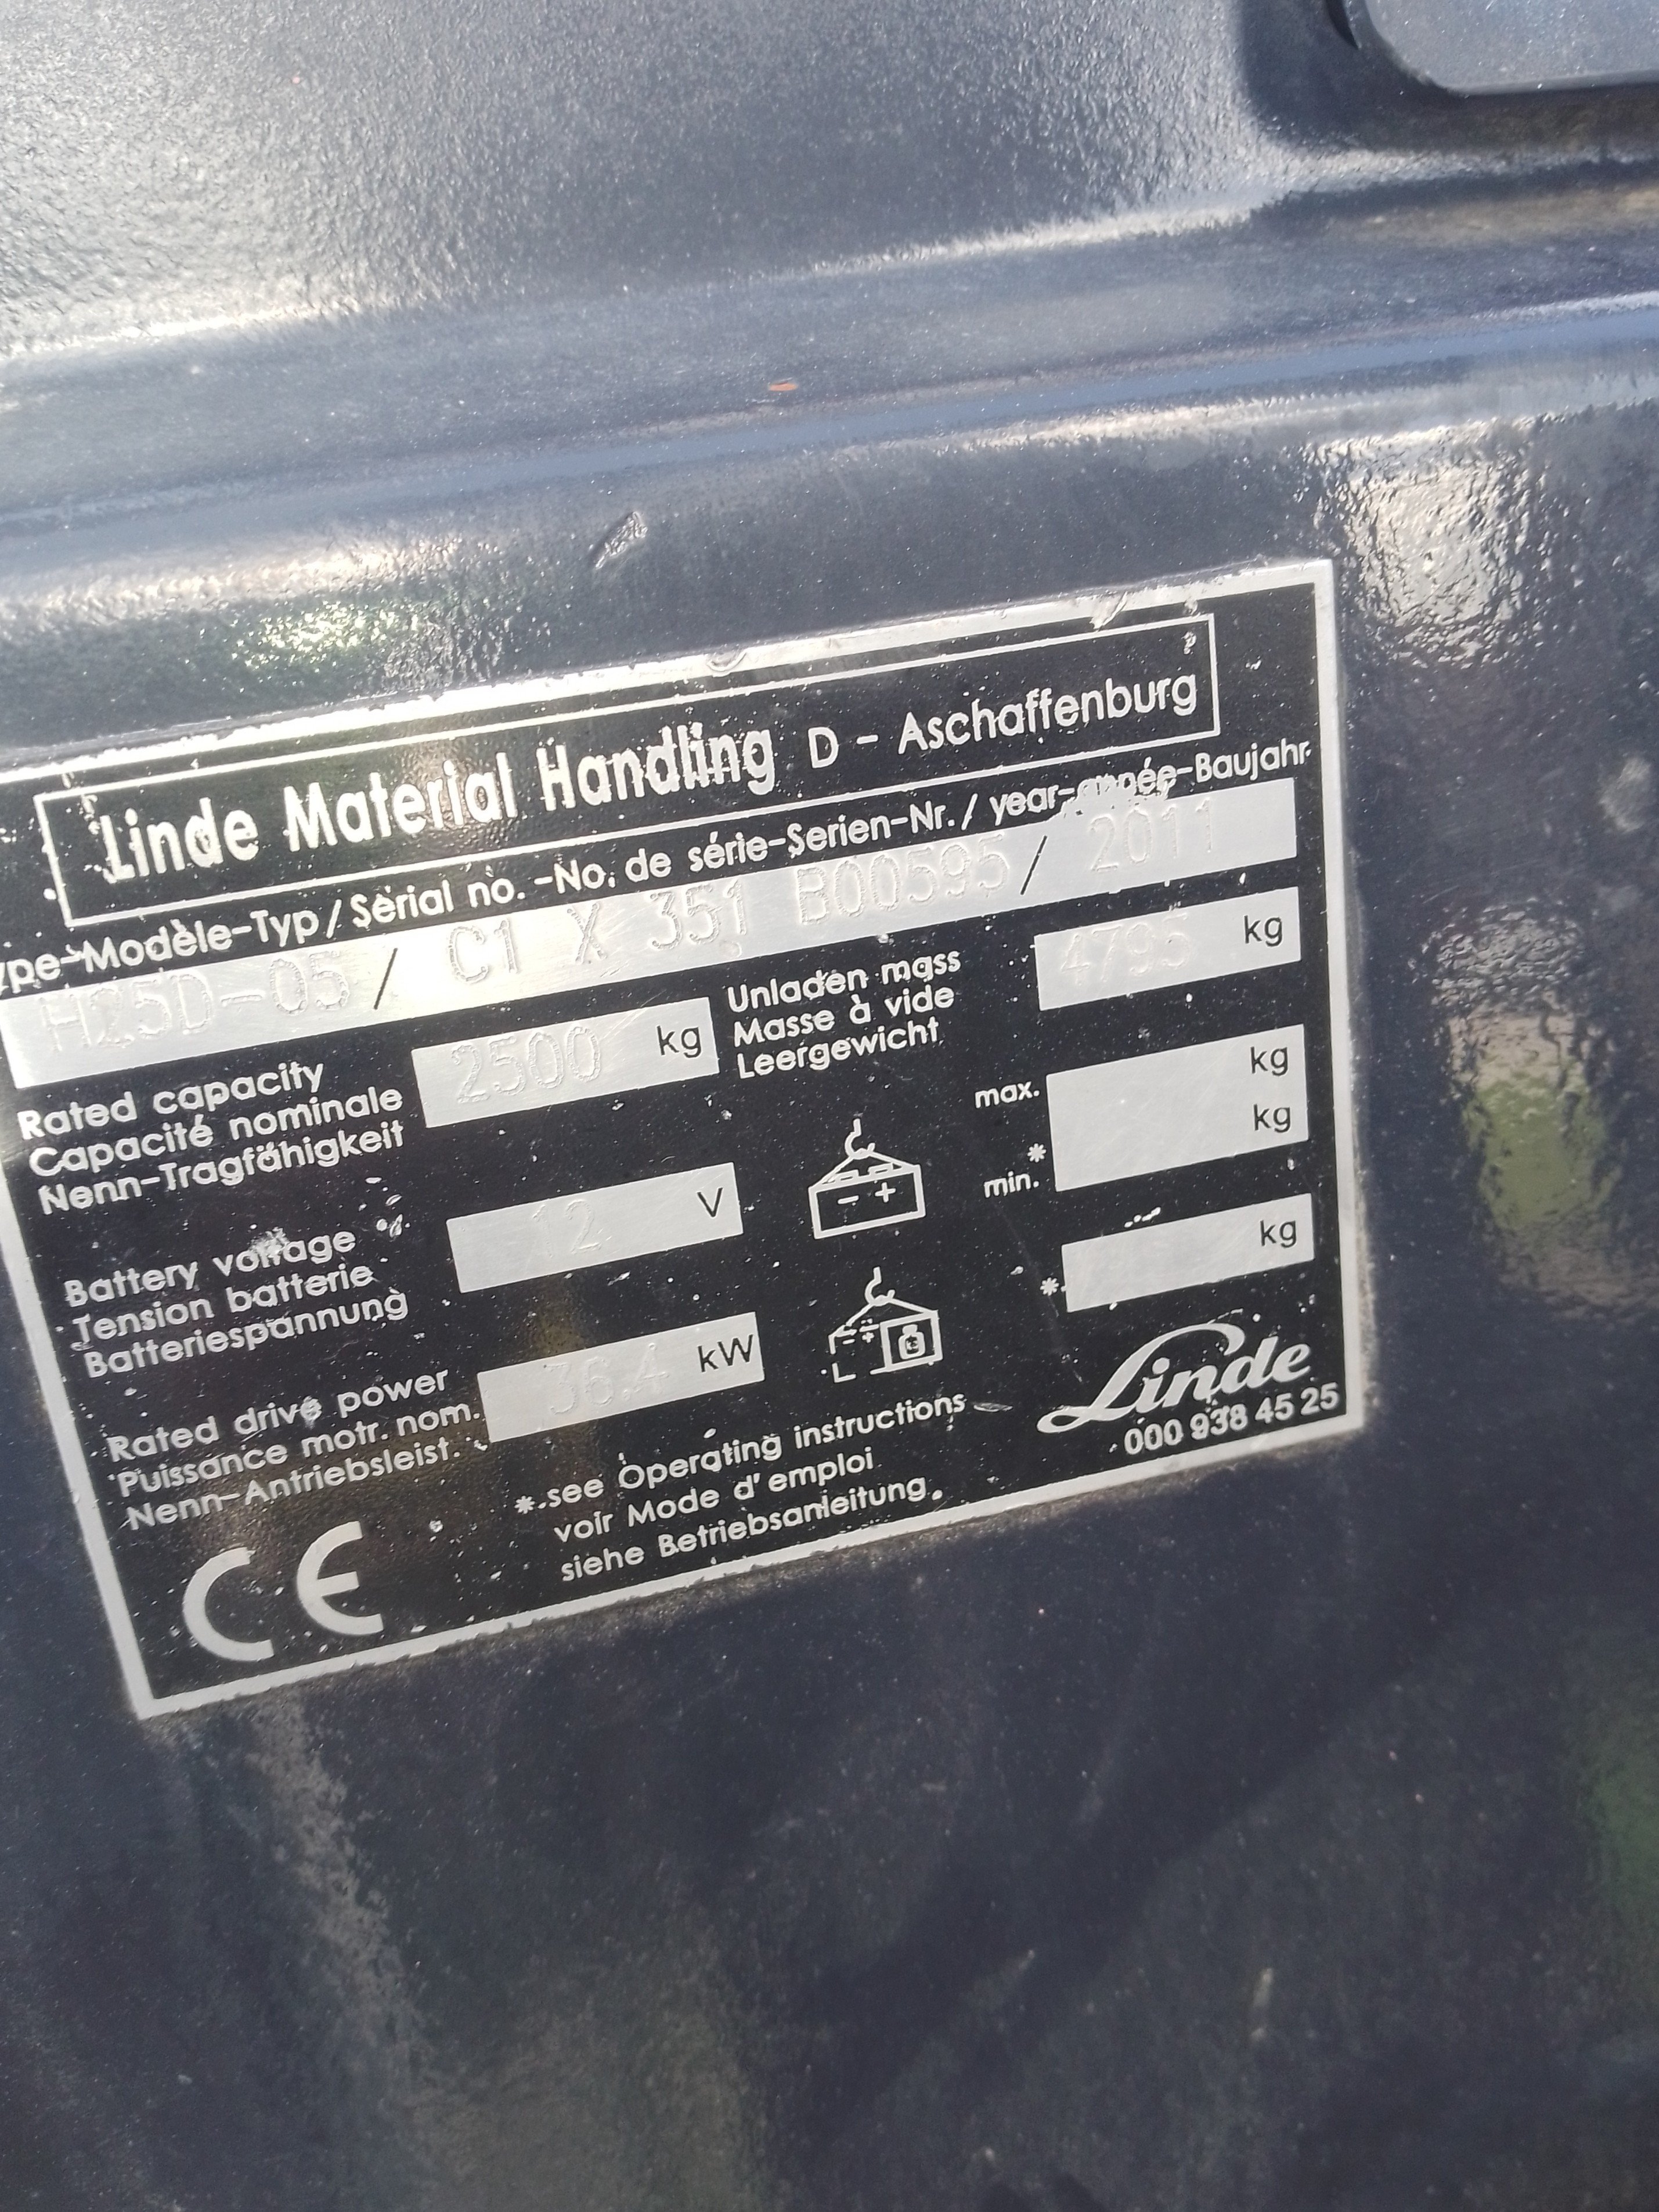 Linde Material Handling D - Aschaffenburg
ype-Modèle-Typ / Serial no. -No. de série-Serien-Nr. / year-année-Baujahr
H25D-05 / C1 X 351 B00595 / 2011
Rated capacity
Capacité nominale
Nenn-Tragfähigkeit
2500 kg
Unladen mass
Masse à vide
Leergewicht
4795 kg
Battery voltage
Tension batterie
Batteriespannung
12 V
max. kg
* min. kg
- +
Rated drive power
Puissance motr. nom.
Nenn-Antriebsleist.
36.4 kW
* kg
*.see Operating instructions
voir Mode d'emploi
siehe Betriebsanleitung
Linde
000 938 45 25
CE